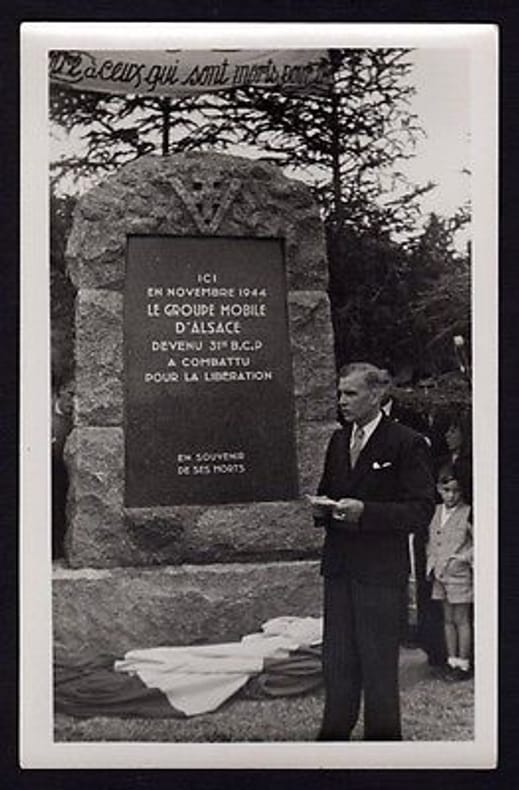 à ceux qui sont morts pour
ICI
EN NOVEMBRE 1944
LE GROUPE MOBILE
D'ALSACE
DEVENU 31ᵉ B.C.P
A COMBATTU
POUR LA LIBÉRATION
EN SOUVENIR
DE SES MORTS